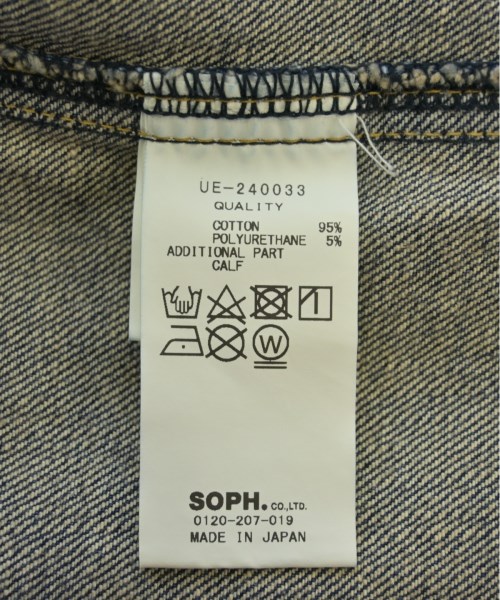 UE-240033
QUALITY
COTTON 95%
POLYURETHANE 5%
ADDITIONAL PART
CALF
W
SOPH. CO.,LTD.
0120-207-019
MADE IN JAPAN